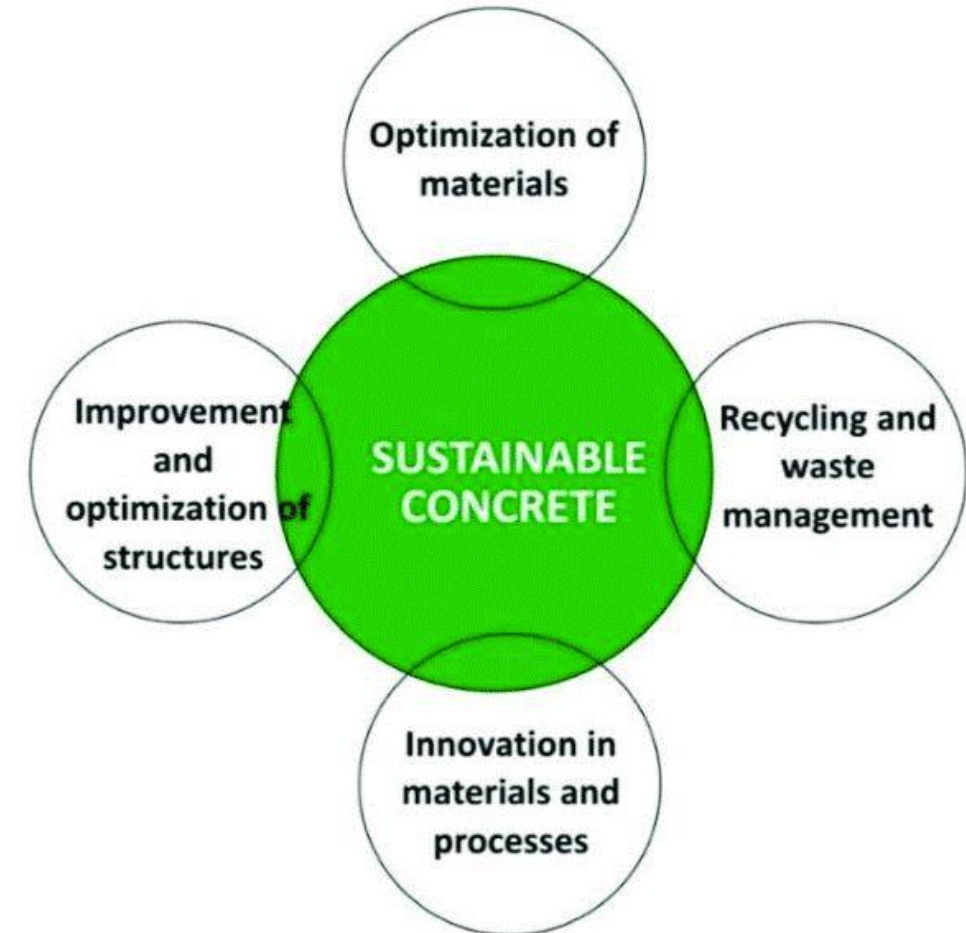 Optimization of
materials
Improvement
and
optimization of
structures
SUSTAINABLE
CONCRETE
Recycling and
waste
management
Innovation in
materials and
processes